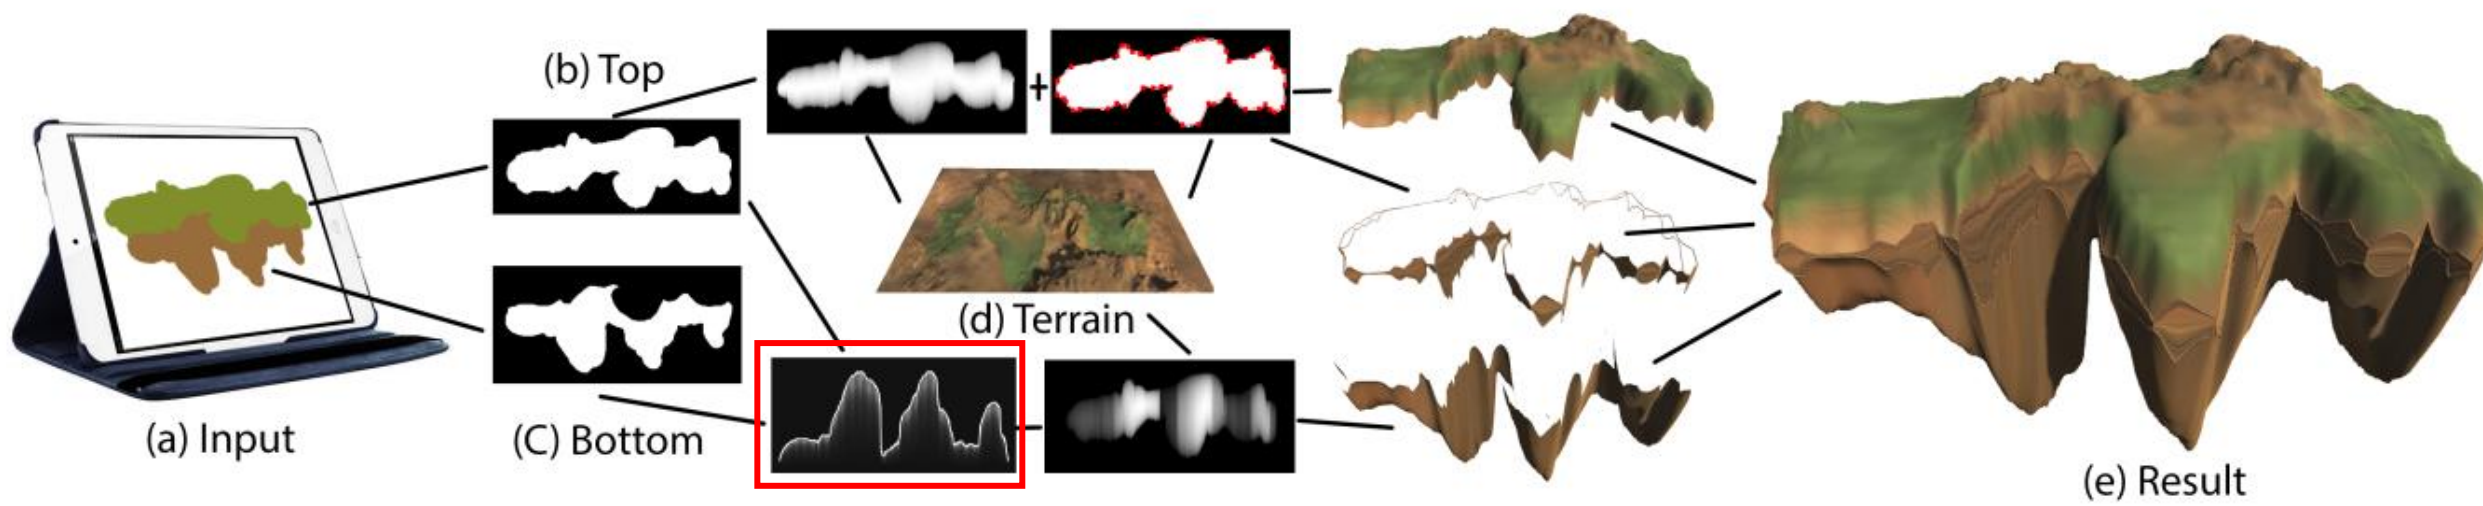 (b) Top
+
(d) Terrain
(a) Input
(C) Bottom
(e) Result